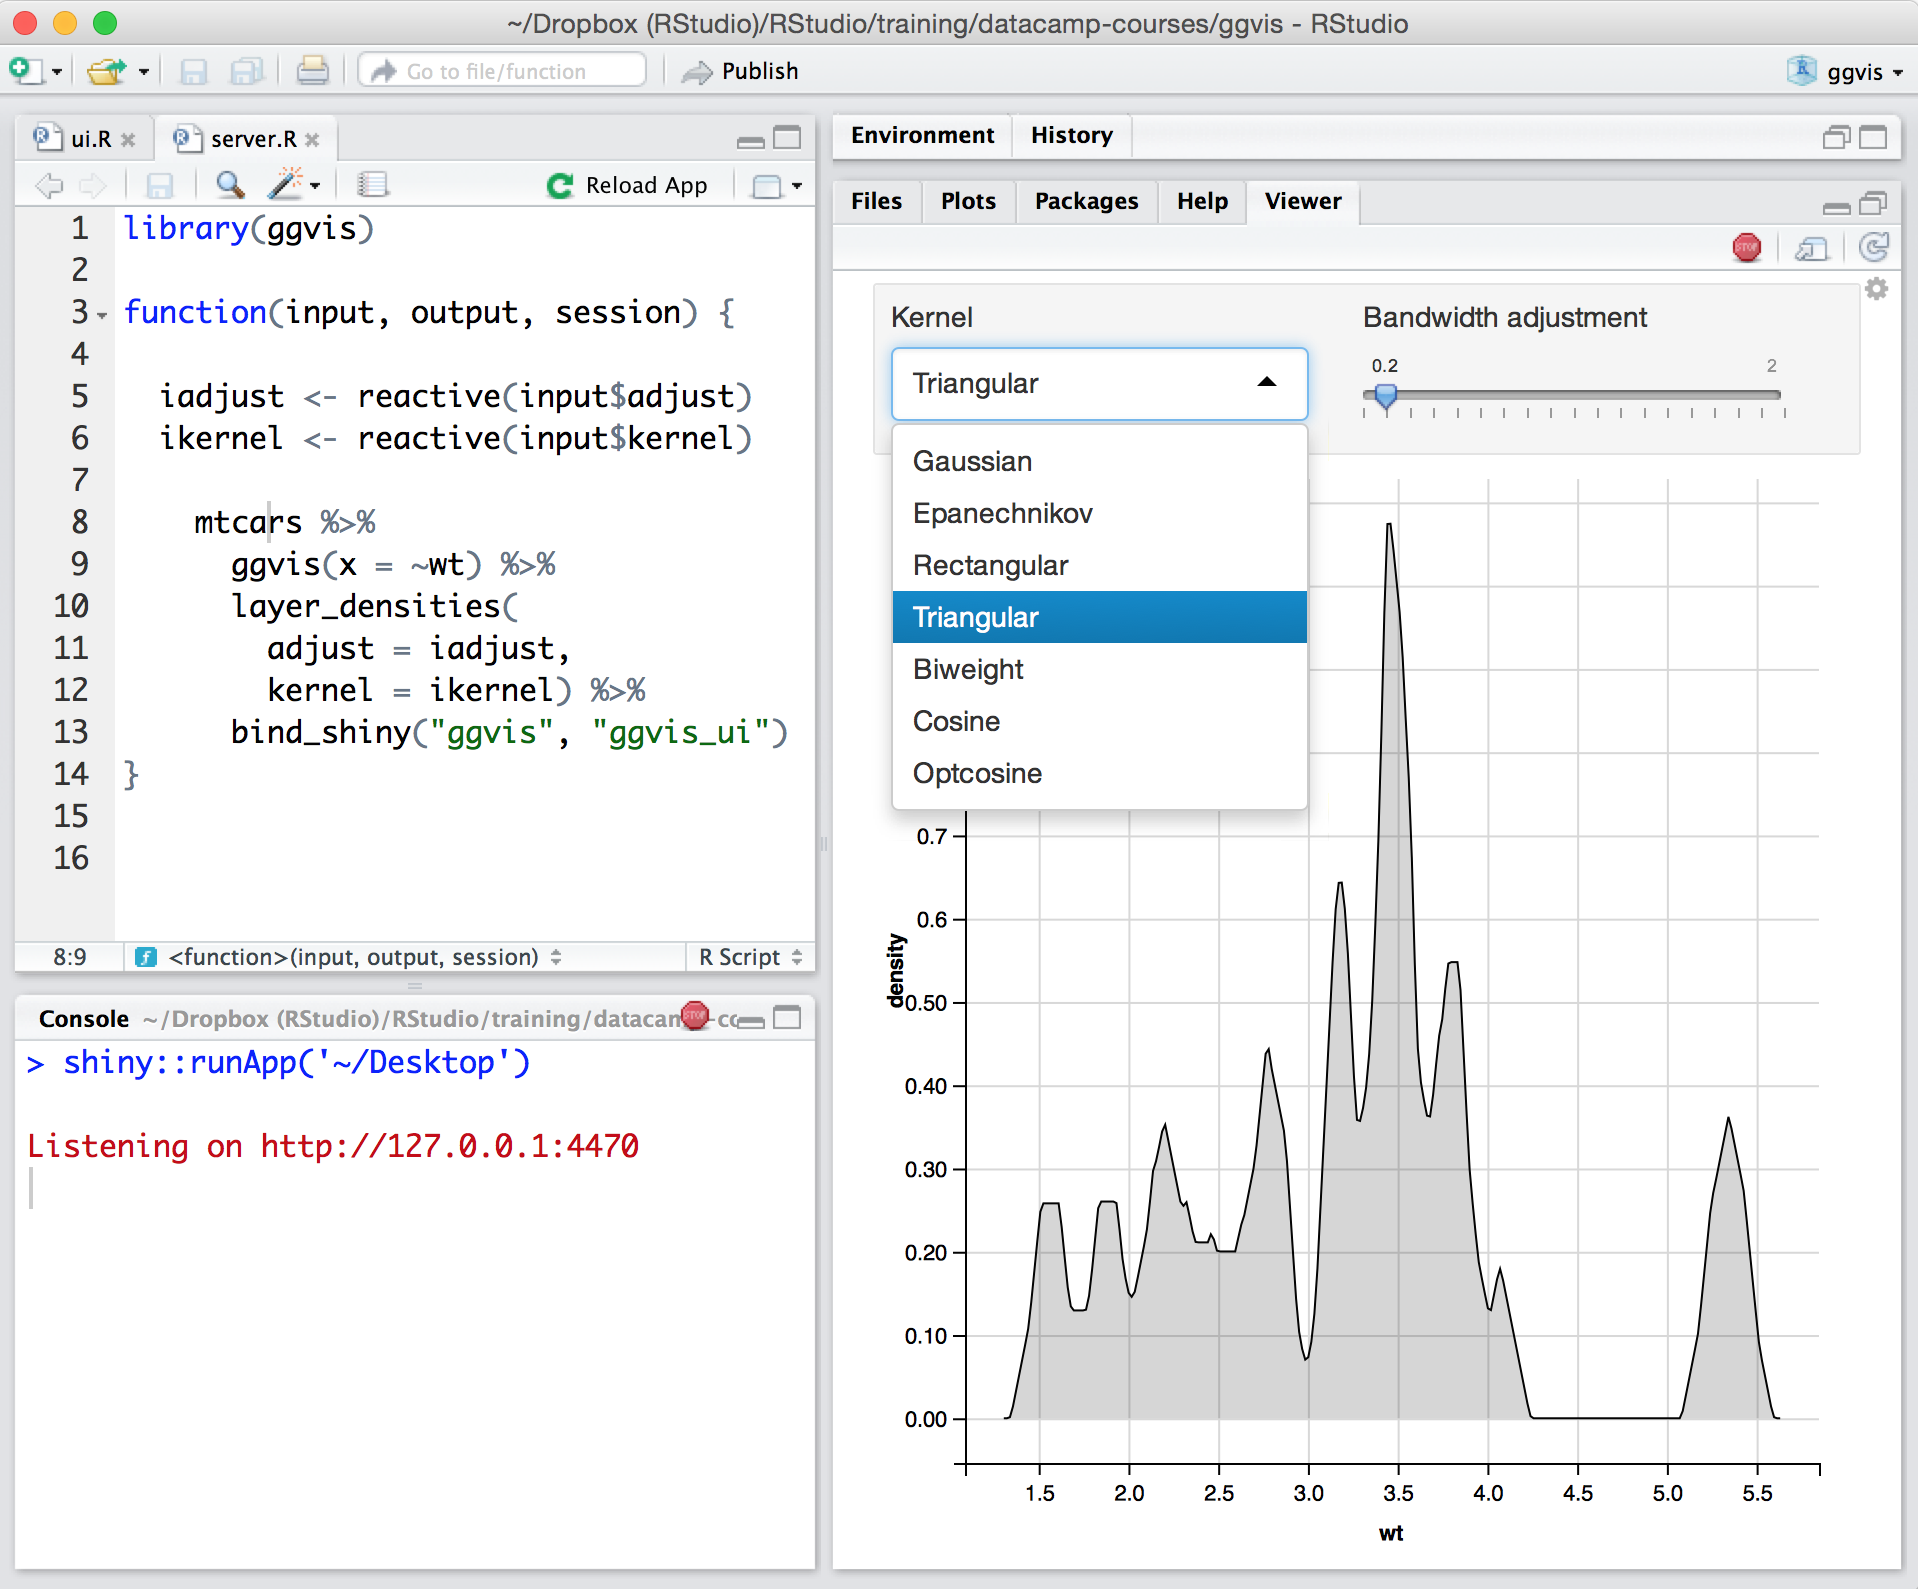 ~/Dropbox (RStudio)/RStudio/training/datacamp-courses/ggvis - RStudio
Go to file/function
Publish
ggvis
ui.R
server.R
Reload App
1 library(ggvis)
2
3 function(input, output, session) {
4
5 iadjust <- reactive(input$adjust)
6 ikernel <- reactive(input$kernel)
7
8 mtcars %>%
9 ggvis(x = ~wt) %>%
10 layer_densities(
11 adjust = iadjust,
12 kernel = ikernel) %>%
13 bind_shiny("ggvis", "ggvis_ui")
14 }
15
16
8:9 <function>(input, output, session) R Script
Console ~/Dropbox (RStudio)/RStudio/training/datacam
STOP
> shiny::runApp('~/Desktop')
Listening on http://127.0.0.1:4470
Environment History
Files Plots Packages Help Viewer
STOP
Kernel
Triangular
Gaussian
Epanechnikov
Rectangular
Triangular
Biweight
Cosine
Optcosine
Bandwidth adjustment
0.2 2
0.7
0.6
0.50
0.40
0.30
0.20
0.10
0.00
density
1.5 2.0 2.5 3.0 3.5 4.0 4.5 5.0 5.5
wt